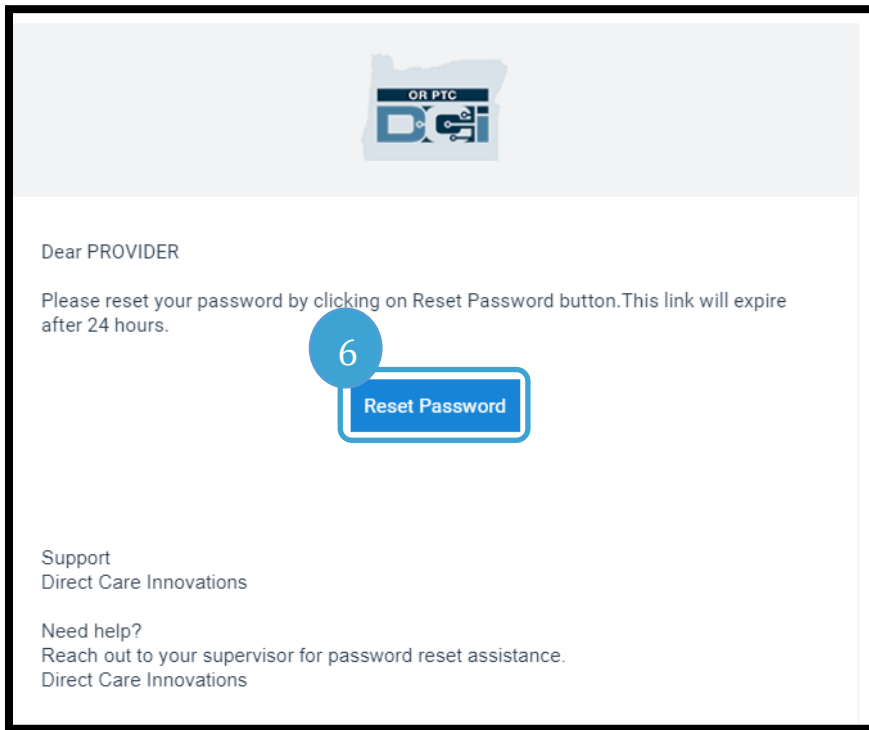 OR PTC
DCi
Dear PROVIDER
Please reset your password by clicking on Reset Password button.This link will expire
after 24 hours.
6
Reset Password
Support
Direct Care Innovations
Need help?
Reach out to your supervisor for password reset assistance.
Direct Care Innovations